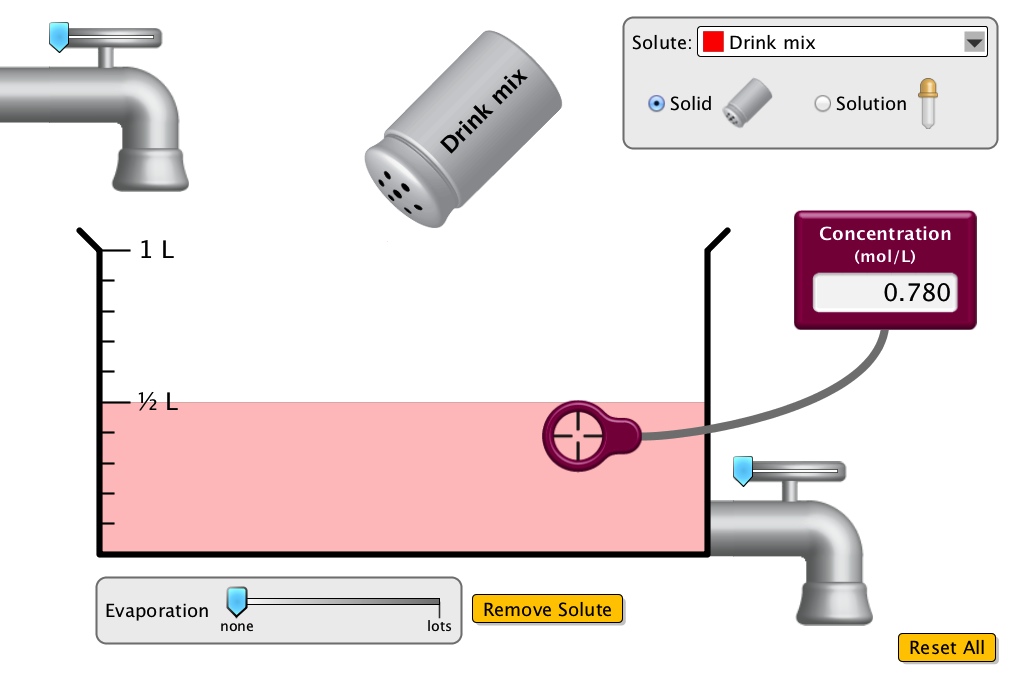 Solute: Drink mix
Drink mix
Solid
Solution
Concentration
(mol/L)
0.780
1 L
½ L
Evaporation
none
lots
Remove Solute
Reset All